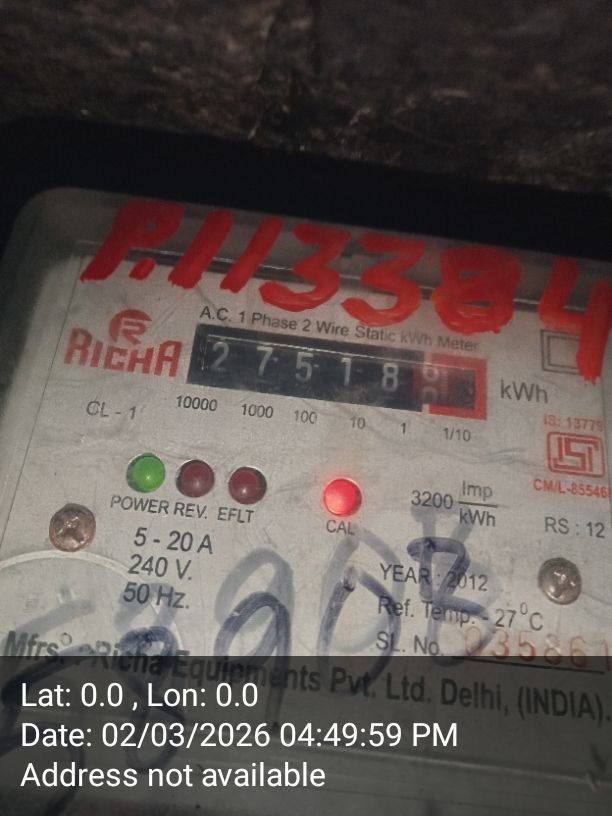 P.113384
A.C. 1 Phase 2 Wire Static kWh Meter
RICHA
2 7 5 1 8
kWh
CL - 1
10000 1000 100 10 1 1/10
IS: 13779
ISI
CM/L-85546
POWER REV. EFLT
CAL
3200 Imp
kWh
RS : 12
5 - 20 A
240 V.
50 Hz.
YEAR : 2012
Ref. Temp. - 27°C
SL. No. 035861
Mfrs. : Richa Equipments Pvt. Ltd. Delhi, (INDIA).
Lat: 0.0 , Lon: 0.0
Date: 02/03/2026 04:49:59 PM
Address not available